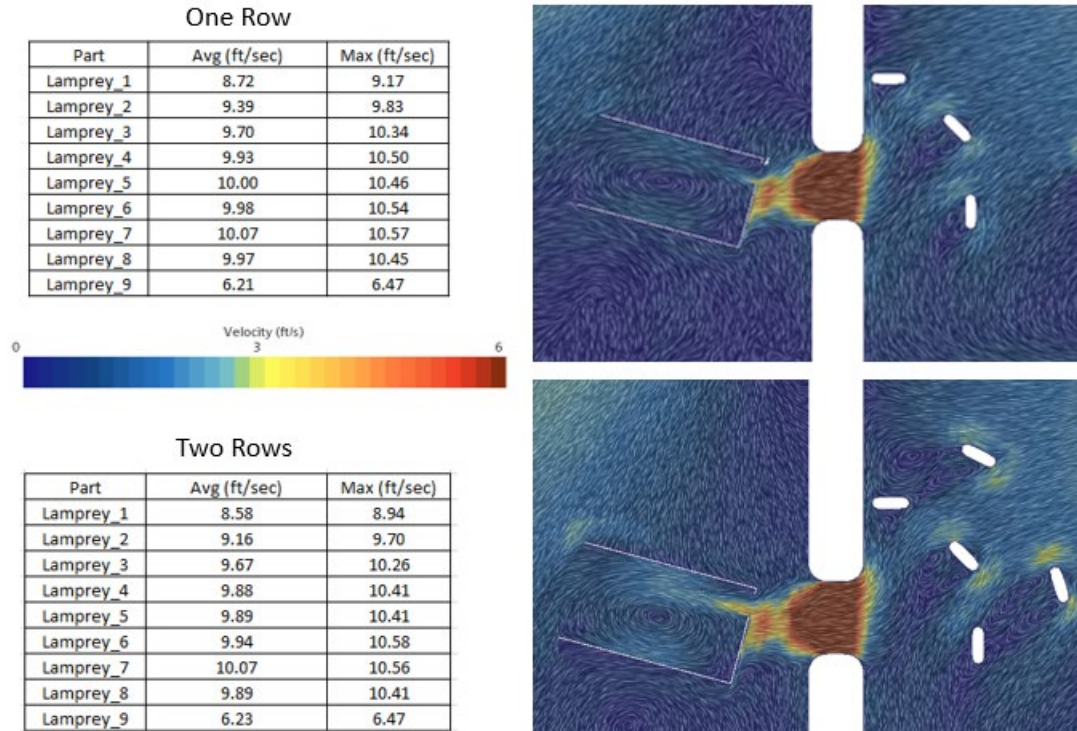 One Row
Part Avg (ft/sec) Max (ft/sec)
Lamprey_1 8.72 9.17
Lamprey_2 9.39 9.83
Lamprey_3 9.70 10.34
Lamprey_4 9.93 10.50
Lamprey_5 10.00 10.46
Lamprey_6 9.98 10.54
Lamprey_7 10.07 10.57
Lamprey_8 9.97 10.45
Lamprey_9 6.21 6.47
Velocity (ft/s)
0 3 6
Two Rows
Part Avg (ft/sec) Max (ft/sec)
Lamprey_1 8.58 8.94
Lamprey_2 9.16 9.70
Lamprey_3 9.67 10.26
Lamprey_4 9.88 10.41
Lamprey_5 9.89 10.41
Lamprey_6 9.94 10.58
Lamprey_7 10.07 10.56
Lamprey_8 9.89 10.41
Lamprey_9 6.23 6.47